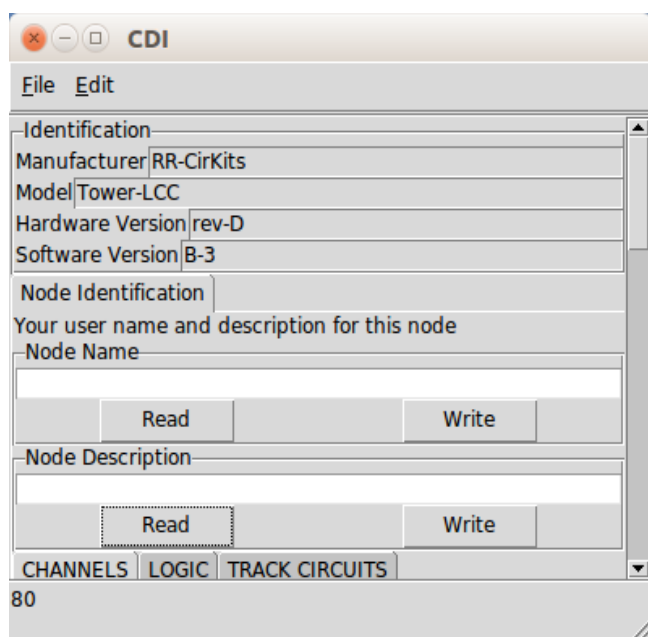 CDI
File Edit
Identification
Manufacturer RR-CirKits
Model Tower-LCC
Hardware Version rev-D
Software Version B-3
Node Identification
Your user name and description for this node
Node Name
Read Write
Node Description
Read Write
CHANNELS LOGIC TRACK CIRCUITS
80